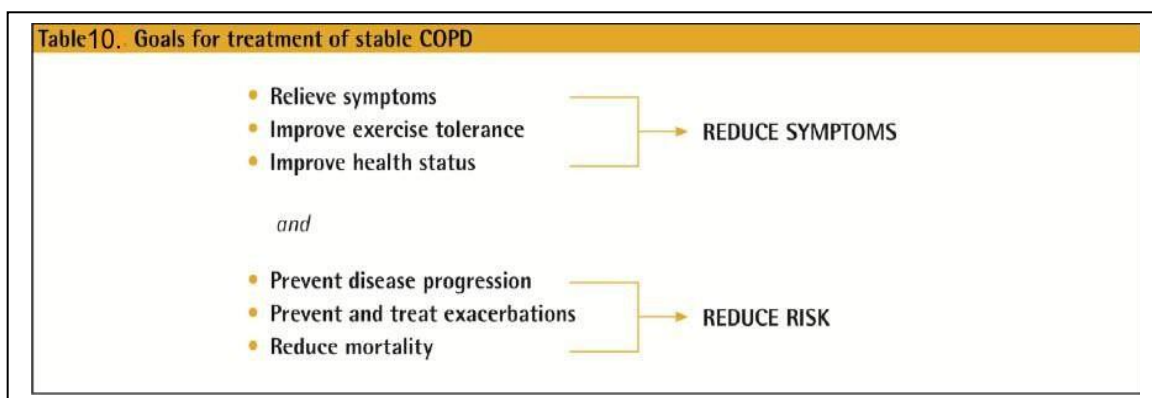 Table10. Goals for treatment of stable COPD
• Relieve symptoms
• Improve exercise tolerance
• Improve health status
REDUCE SYMPTOMS
and
• Prevent disease progression
• Prevent and treat exacerbations
• Reduce mortality
REDUCE RISK